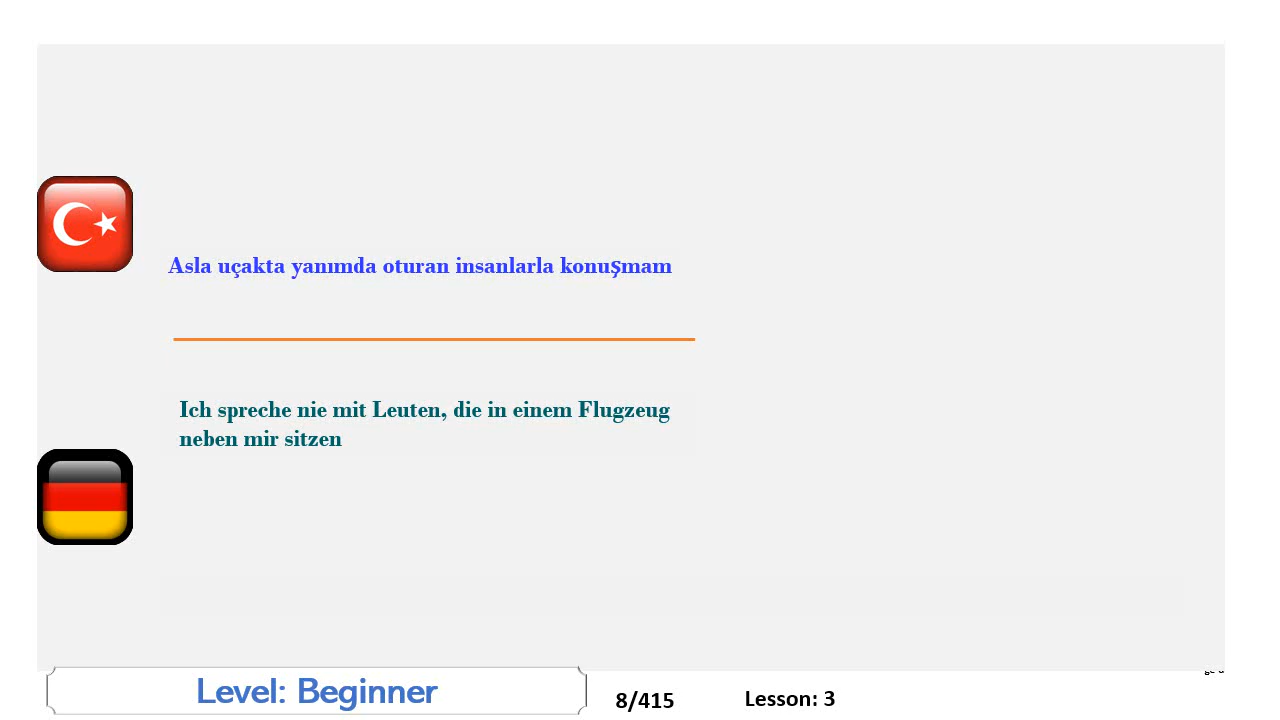 Asla uçakta yanımda oturan insanlarla konuşmam
Ich spreche nie mit Leuten, die in einem Flugzeug
neben mir sitzen
Level: Beginner
8/415
Lesson: 3